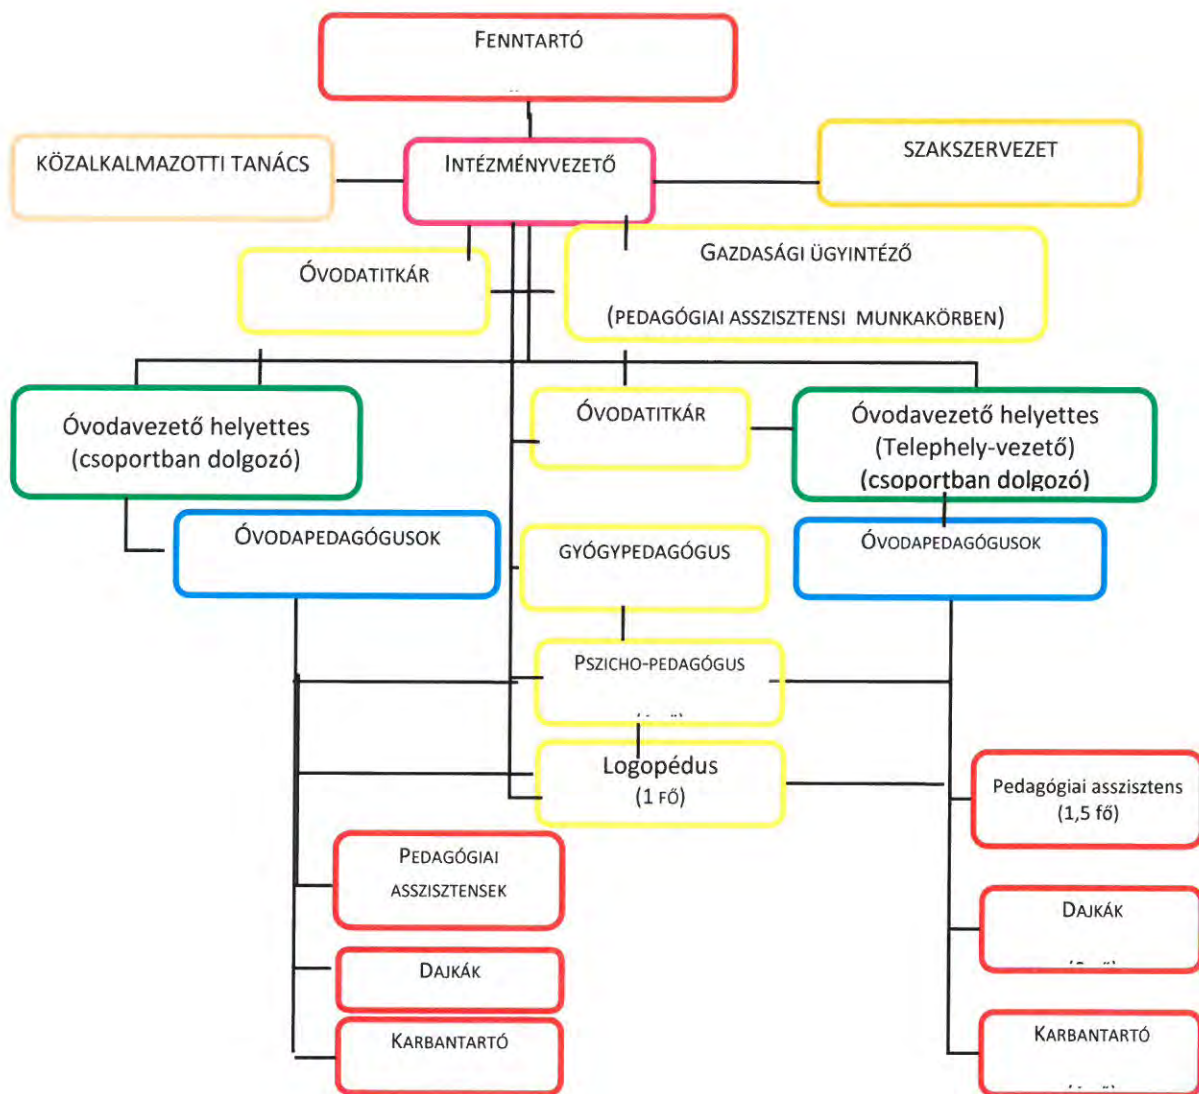 FENNTARTÓ
KÖZALKALMAZOTTI TANÁCS
INTÉZMÉNYVEZETŐ
SZAKSZERVEZET
ÓVODATITKÁR
GAZDASÁGI ÜGYINTÉZŐ
(PEDAGÓGIAI ASSZISZTENSI MUNKAKÖRBEN)
Óvodavezető helyettes
(csoportban dolgozó)
ÓVODATITKÁR
Óvodavezető helyettes
(Telephely-vezető)
(csoportban dolgozó)
ÓVODAPEDAGÓGUSOK
GYÓGYPEDAGÓGUS
ÓVODAPEDAGÓGUSOK
PSZICHO-PEDAGÓGUS
Logopédus
(1 FŐ)
Pedagógiai asszisztens
(1,5 fő)
PEDAGÓGIAI
ASSZISZTENSEK
DAJKÁK
DAJKÁK
KARBANTARTÓ
KARBANTARTÓ